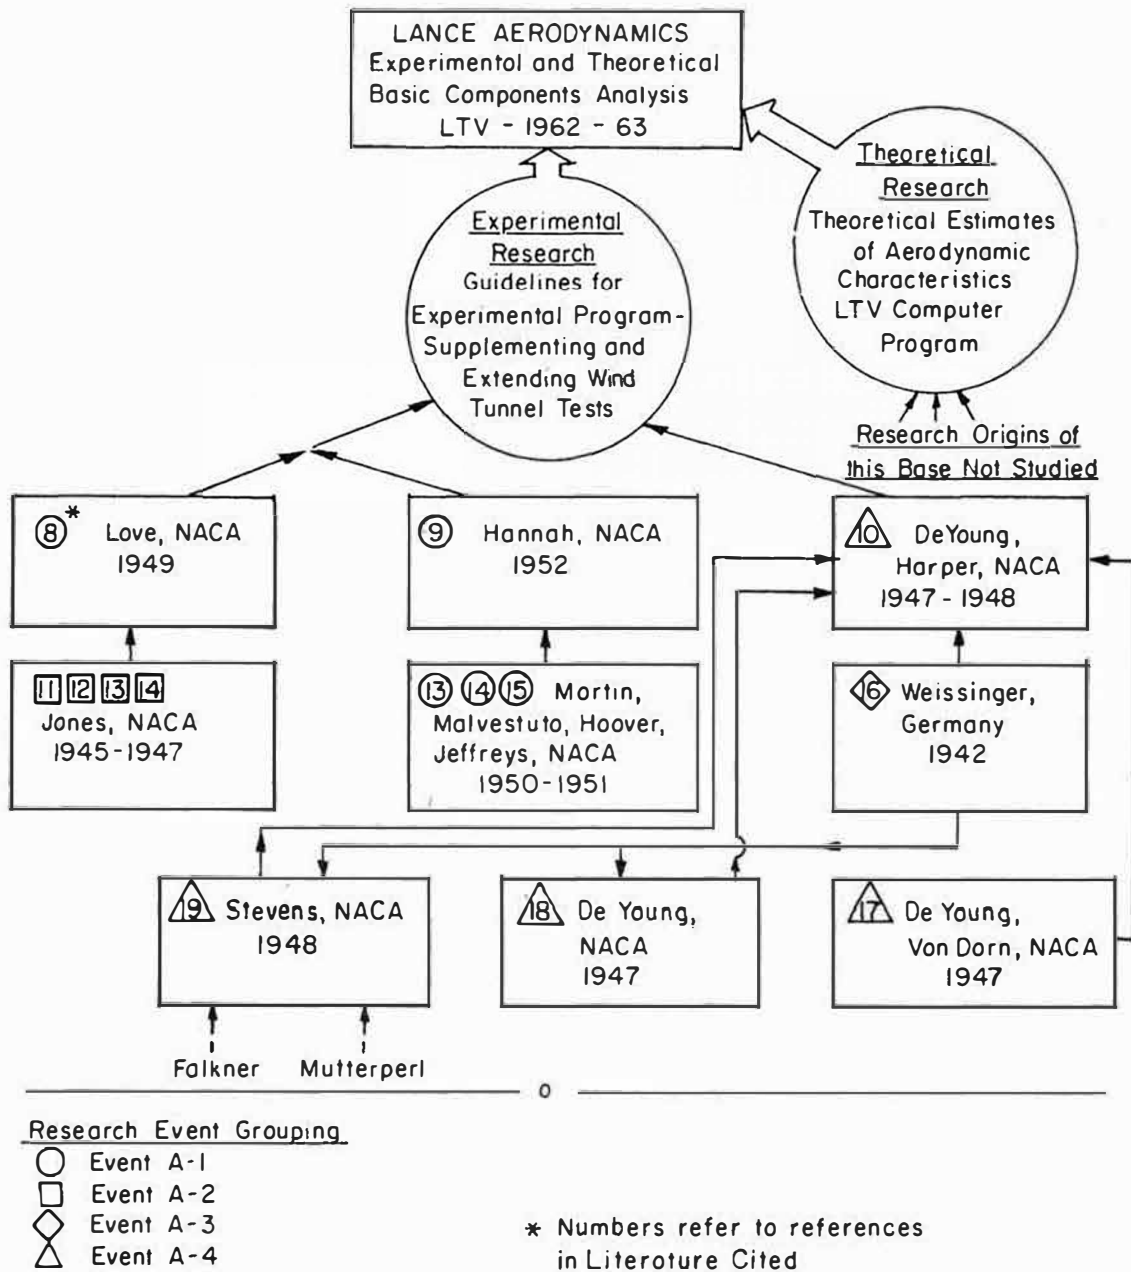 LANCE AERODYNAMICS
Experimentol and Theoretical
Basic Components Analysis
LTV - 1962 - 63
Theoretical
Research
Theoretical Estimates
of Aerodynamic
Characteristics
LTV Computer
Program
Experimental
Research
Guidelines for
Experimental Program-
Supplementing and
Extending Wind
Tunnel Tests
Research Origins of
this Base Not Studied
8* Love, NACA
1949
9 Hannah, NACA
1952
10 DeYoung,
Harper, NACA
1947 - 1948
11 12 13 14
Jones, NACA
1945-1947
13 14 15 Martin,
Malvestuto, Hoover,
Jeffreys, NACA
1950-1951
16 Weissinger,
Germany
1942
19 Stevens, NACA
1948
18 De Young,
NACA
1947
17 De Young,
Von Dorn, NACA
1947
Falkner Mutterperl
o
Research Event Grouping
Event A-1
Event A-2
Event A-3
Event A-4
* Numbers refer to references
in Literoture Cited